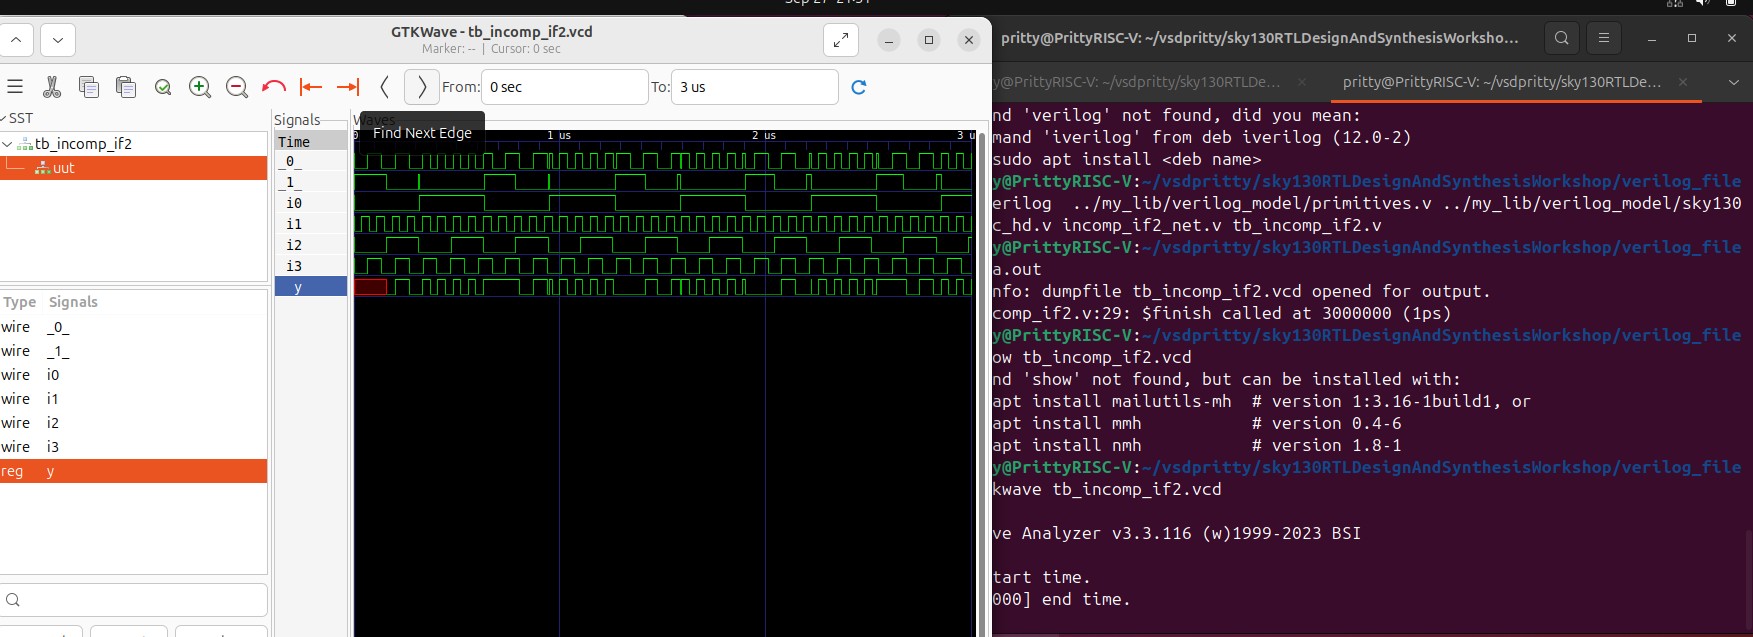 Sep 27 21:31
GTKWave - tb_incomp_if2.vcd
Marker: -- | Cursor: 0 sec
From: 0 sec To: 3 us
SST
tb_incomp_if2
uut
Type Signals
wire _0_
wire _1_
wire i0
wire i1
wire i2
wire i3
reg y
Signals
Time
_0_
_1_
i0
i1
i2
i3
y
Waves
Find Next Edge
0 1 us 2 us 3 u
pritty@PrittyRISC-V: ~/vsdpritty/sky130RTLDesignAndSynthesisWorksho...
y@PrittyRISC-V: ~/vsdpritty/sky130RTLDe...
pritty@PrittyRISC-V: ~/vsdpritty/sky130RTLDe...
nd 'verilog' not found, did you mean:
mand 'iverilog' from deb iverilog (12.0-2)
sudo apt install <deb name>
y@PrittyRISC-V:~/vsdpritty/sky130RTLDesignAndSynthesisWorkshop/verilog_file
erilog ../my_lib/verilog_model/primitives.v ../my_lib/verilog_model/sky130
c_hd.v incomp_if2_net.v tb_incomp_if2.v
y@PrittyRISC-V:~/vsdpritty/sky130RTLDesignAndSynthesisWorkshop/verilog_file
a.out
nfo: dumpfile tb_incomp_if2.vcd opened for output.
comp_if2.v:29: $finish called at 3000000 (1ps)
y@PrittyRISC-V:~/vsdpritty/sky130RTLDesignAndSynthesisWorkshop/verilog_file
ow tb_incomp_if2.vcd
nd 'show' not found, but can be installed with:
apt install mailutils-mh # version 1:3.16-1build1, or
apt install mmh # version 0.4-6
apt install nmh # version 1.8-1
y@PrittyRISC-V:~/vsdpritty/sky130RTLDesignAndSynthesisWorkshop/verilog_file
kwave tb_incomp_if2.vcd
ve Analyzer v3.3.116 (w)1999-2023 BSI
tart time.
000] end time.